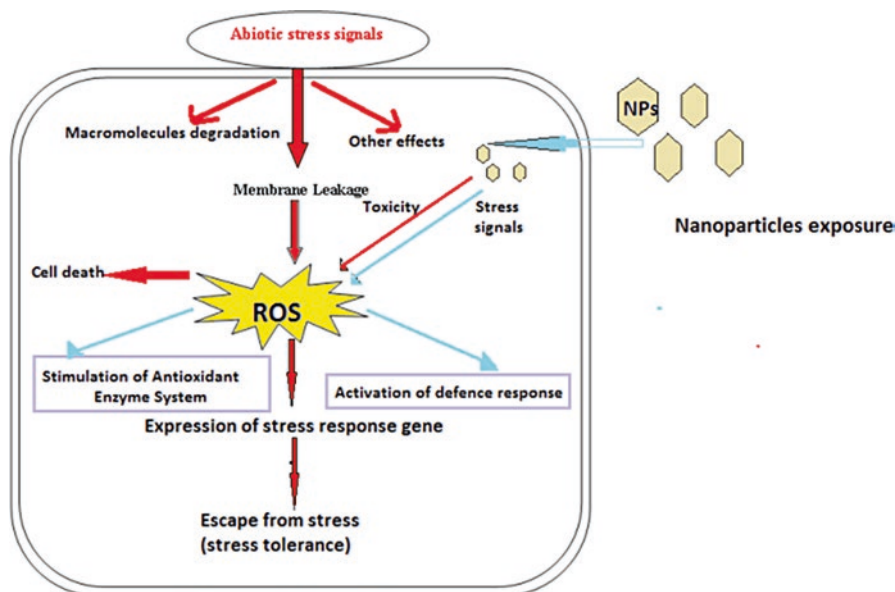 Abiotic stress signals
Macromolecules degradation
Other effects
NPs
Membrane Leakage
Toxicity
Stress
signals
Nanoparticles exposure
Cell death
ROS
Stimulation of Antioxidant
Enzyme System
Activation of defence response
Expression of stress response gene
Escape from stress
(stress tolerance)